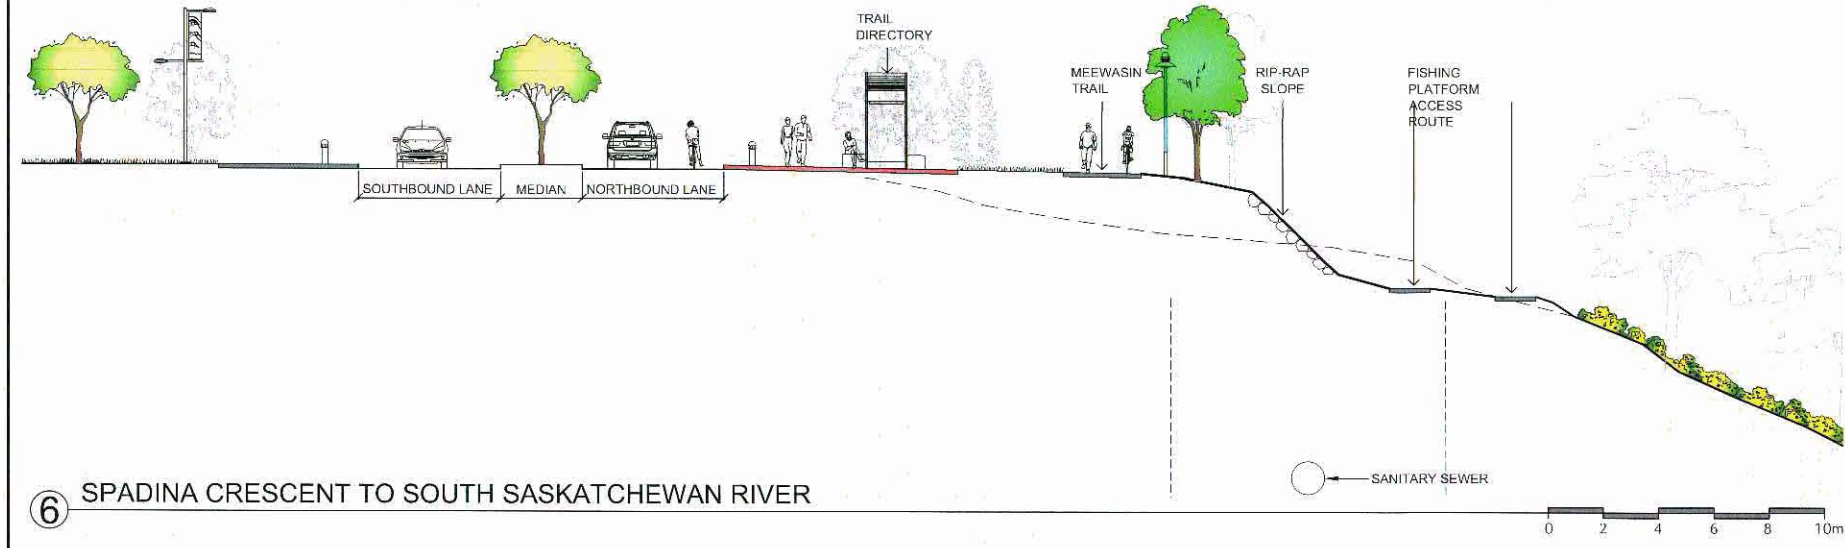 TRAIL
DIRECTORY
MEEWASIN
TRAIL
RIP-RAP
SLOPE
FISHING
PLATFORM
ACCESS
ROUTE
SOUTHBOUND LANE
MEDIAN
NORTHBOUND LANE
SANITARY SEWER
6
SPADINA CRESCENT TO SOUTH SASKATCHEWAN RIVER
0 2 4 6 8 10m